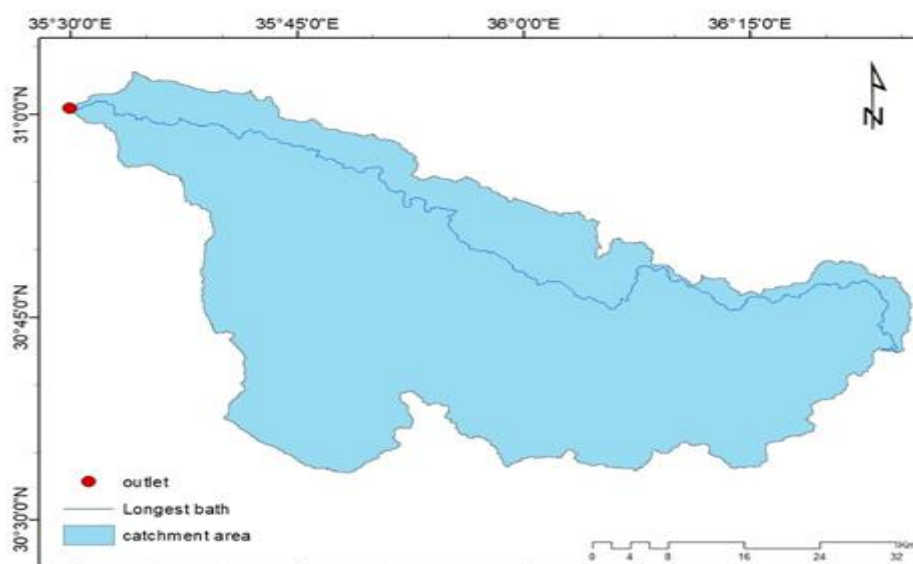 35°30'0"E 35°45'0"E 36°0'0"E 36°15'0"E
31°0'0"N
30°45'0"N
30°30'0"N
N
outlet
Longest bath
catchment area
0 4 8 16 24 32 Km